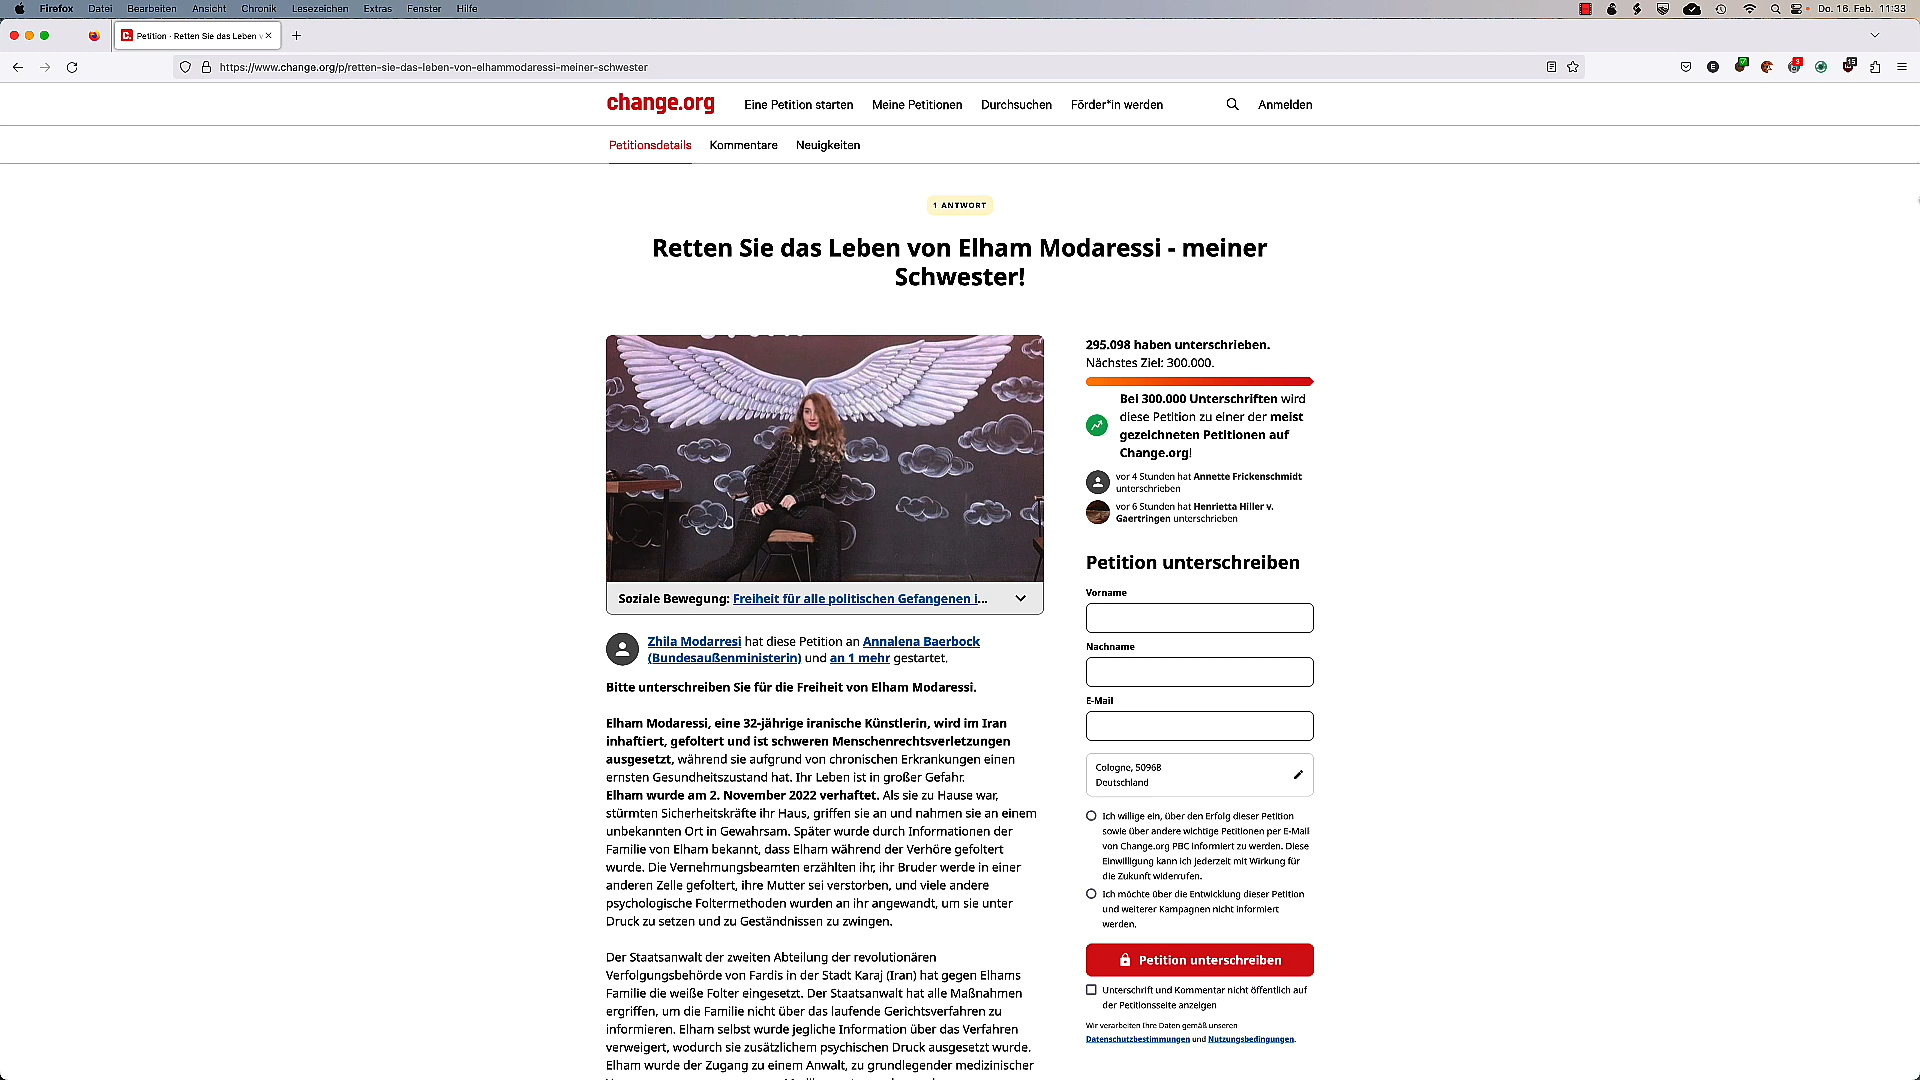 Firefox Datei Bearbeiten Ansicht Chronik Lesezeichen Extras Fenster Hilfe Do. 16. Feb. 11:33
Petition · Retten Sie das Leben v
https://www.change.org/p/retten-sie-das-leben-von-elhammodaressi-meiner-schwester
change.org Eine Petition starten Meine Petitionen Durchsuchen Förder*in werden Anmelden
Petitionsdetails Kommentare Neuigkeiten
1 ANTWORT
Retten Sie das Leben von Elham Modaressi - meiner
Schwester!
Soziale Bewegung: Freiheit für alle politischen Gefangenen i...
Zhila Modarresi hat diese Petition an Annalena Baerbock
(Bundesaußenministerin) und an 1 mehr gestartet.
Bitte unterschreiben Sie für die Freiheit von Elham Modaressi.
Elham Modaressi, eine 32-jährige iranische Künstlerin, wird im Iran
inhaftiert, gefoltert und ist schweren Menschenrechtsverletzungen
ausgesetzt, während sie aufgrund von chronischen Erkrankungen einen
ernsten Gesundheitszustand hat. Ihr Leben ist in großer Gefahr.
Elham wurde am 2. November 2022 verhaftet. Als sie zu Hause war,
stürmten Sicherheitskräfte ihr Haus, griffen sie an und nahmen sie an einem
unbekannten Ort in Gewahrsam. Später wurde durch Informationen der
Familie von Elham bekannt, dass Elham während der Verhöre gefoltert
wurde. Die Vernehmungsbeamten erzählten ihr, ihr Bruder werde in einer
anderen Zelle gefoltert, ihre Mutter sei verstorben, und viele andere
psychologische Foltermethoden wurden an ihr angewandt, um sie unter
Druck zu setzen und zu Geständnissen zu zwingen.
Der Staatsanwalt der zweiten Abteilung der revolutionären
Verfolgungsbehörde von Fardis in der Stadt Karaj (Iran) hat gegen Elhams
Familie die weiße Folter eingesetzt. Der Staatsanwalt hat alle Maßnahmen
ergriffen, um die Familie nicht über das laufende Gerichtsverfahren zu
informieren. Elham selbst wurde jegliche Information über das Verfahren
verweigert, wodurch sie zusätzlichem psychischen Druck ausgesetzt wurde.
Elham wurde der Zugang zu einem Anwalt, zu grundlegender medizinischer
295.098 haben unterschrieben.
Nächstes Ziel: 300.000.
Bei 300.000 Unterschriften wird
diese Petition zu einer der meist
gezeichneten Petitionen auf
Change.org!
vor 4 Stunden hat Annette Frickenschmidt
unterschrieben
vor 6 Stunden hat Henrietta Hiller v.
Gaertringen unterschrieben
Petition unterschreiben
Vorname
Nachname
E-Mail
Cologne, 50968
Deutschland
Ich willige ein, über den Erfolg dieser Petition
sowie über andere wichtige Petitionen per E-Mail
von Change.org PBC informiert zu werden. Diese
Einwilligung kann ich jederzeit mit Wirkung für
die Zukunft widerrufen.
Ich möchte über die Entwicklung dieser Petition
und weiterer Kampagnen nicht informiert
werden.
Petition unterschreiben
Unterschrift und Kommentar nicht öffentlich auf
der Petitionsseite anzeigen
Wir verarbeiten Ihre Daten gemäß unseren
Datenschutzbestimmungen und Nutzungsbedingungen.